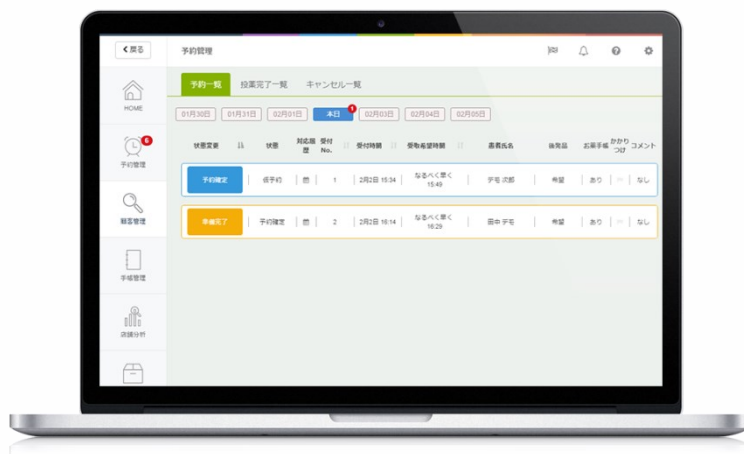 戻る
予約管理
予約一覧 投薬完了一覧 キャンセル一覧
01月30日 01月31日 02月01日 本日 1 02月03日 02月04日 02月05日
状態変更 状態 対応履歴 受付No. 受付時間 受取希望時間 患者氏名 後発品 お薬手帳 かかりつけ コメント
予約確定 仮予約 1 2月2日 15:34 なるべく早く 15:49 デモ 次郎 希望 あり なし
準備完了 予約確定 2 2月2日 16:14 なるべく早く 16:29 田中 デモ 希望 あり なし
HOME
6
予約管理
顧客管理
手帳管理
店舗分析